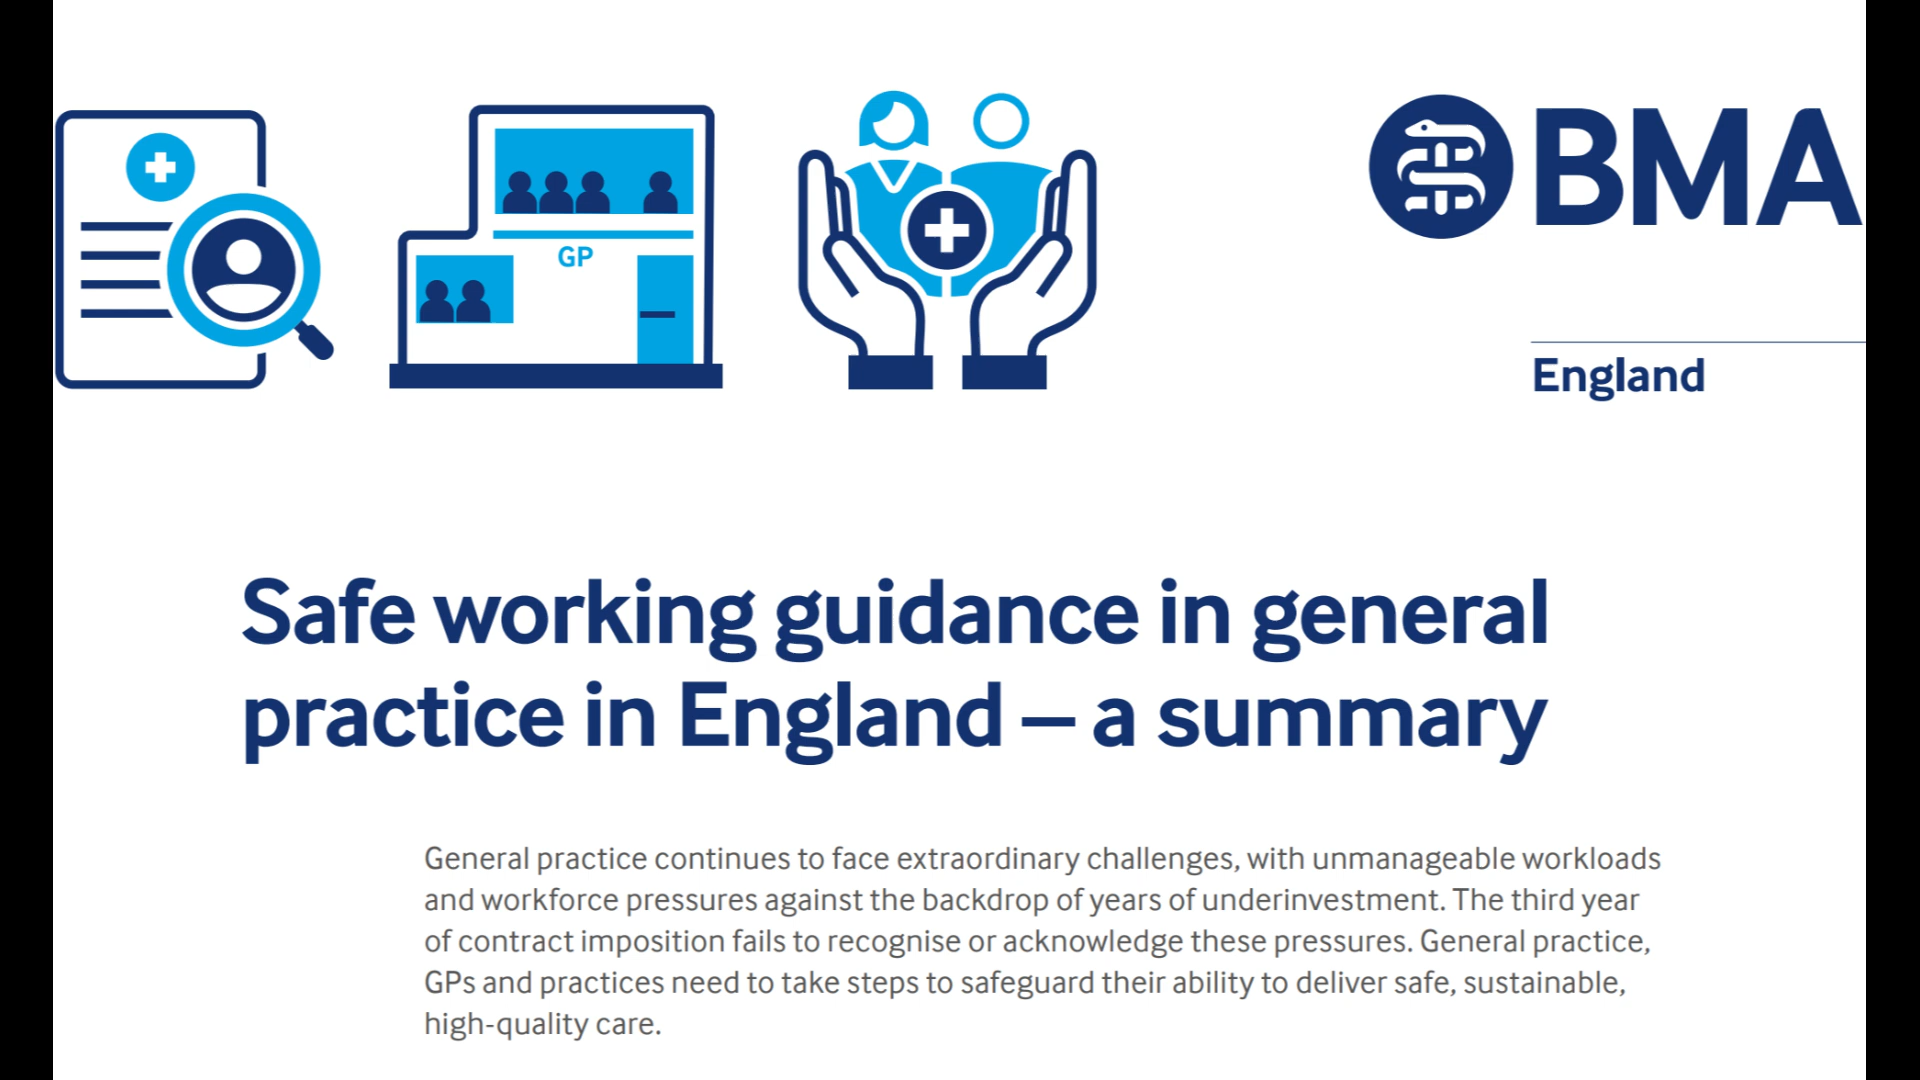 GP
BMA
England
Safe working guidance in general
practice in England – a summary
General practice continues to face extraordinary challenges, with unmanageable workloads
and workforce pressures against the backdrop of years of underinvestment. The third year
of contract imposition fails to recognise or acknowledge these pressures. General practice,
GPs and practices need to take steps to safeguard their ability to deliver safe, sustainable,
high-quality care.